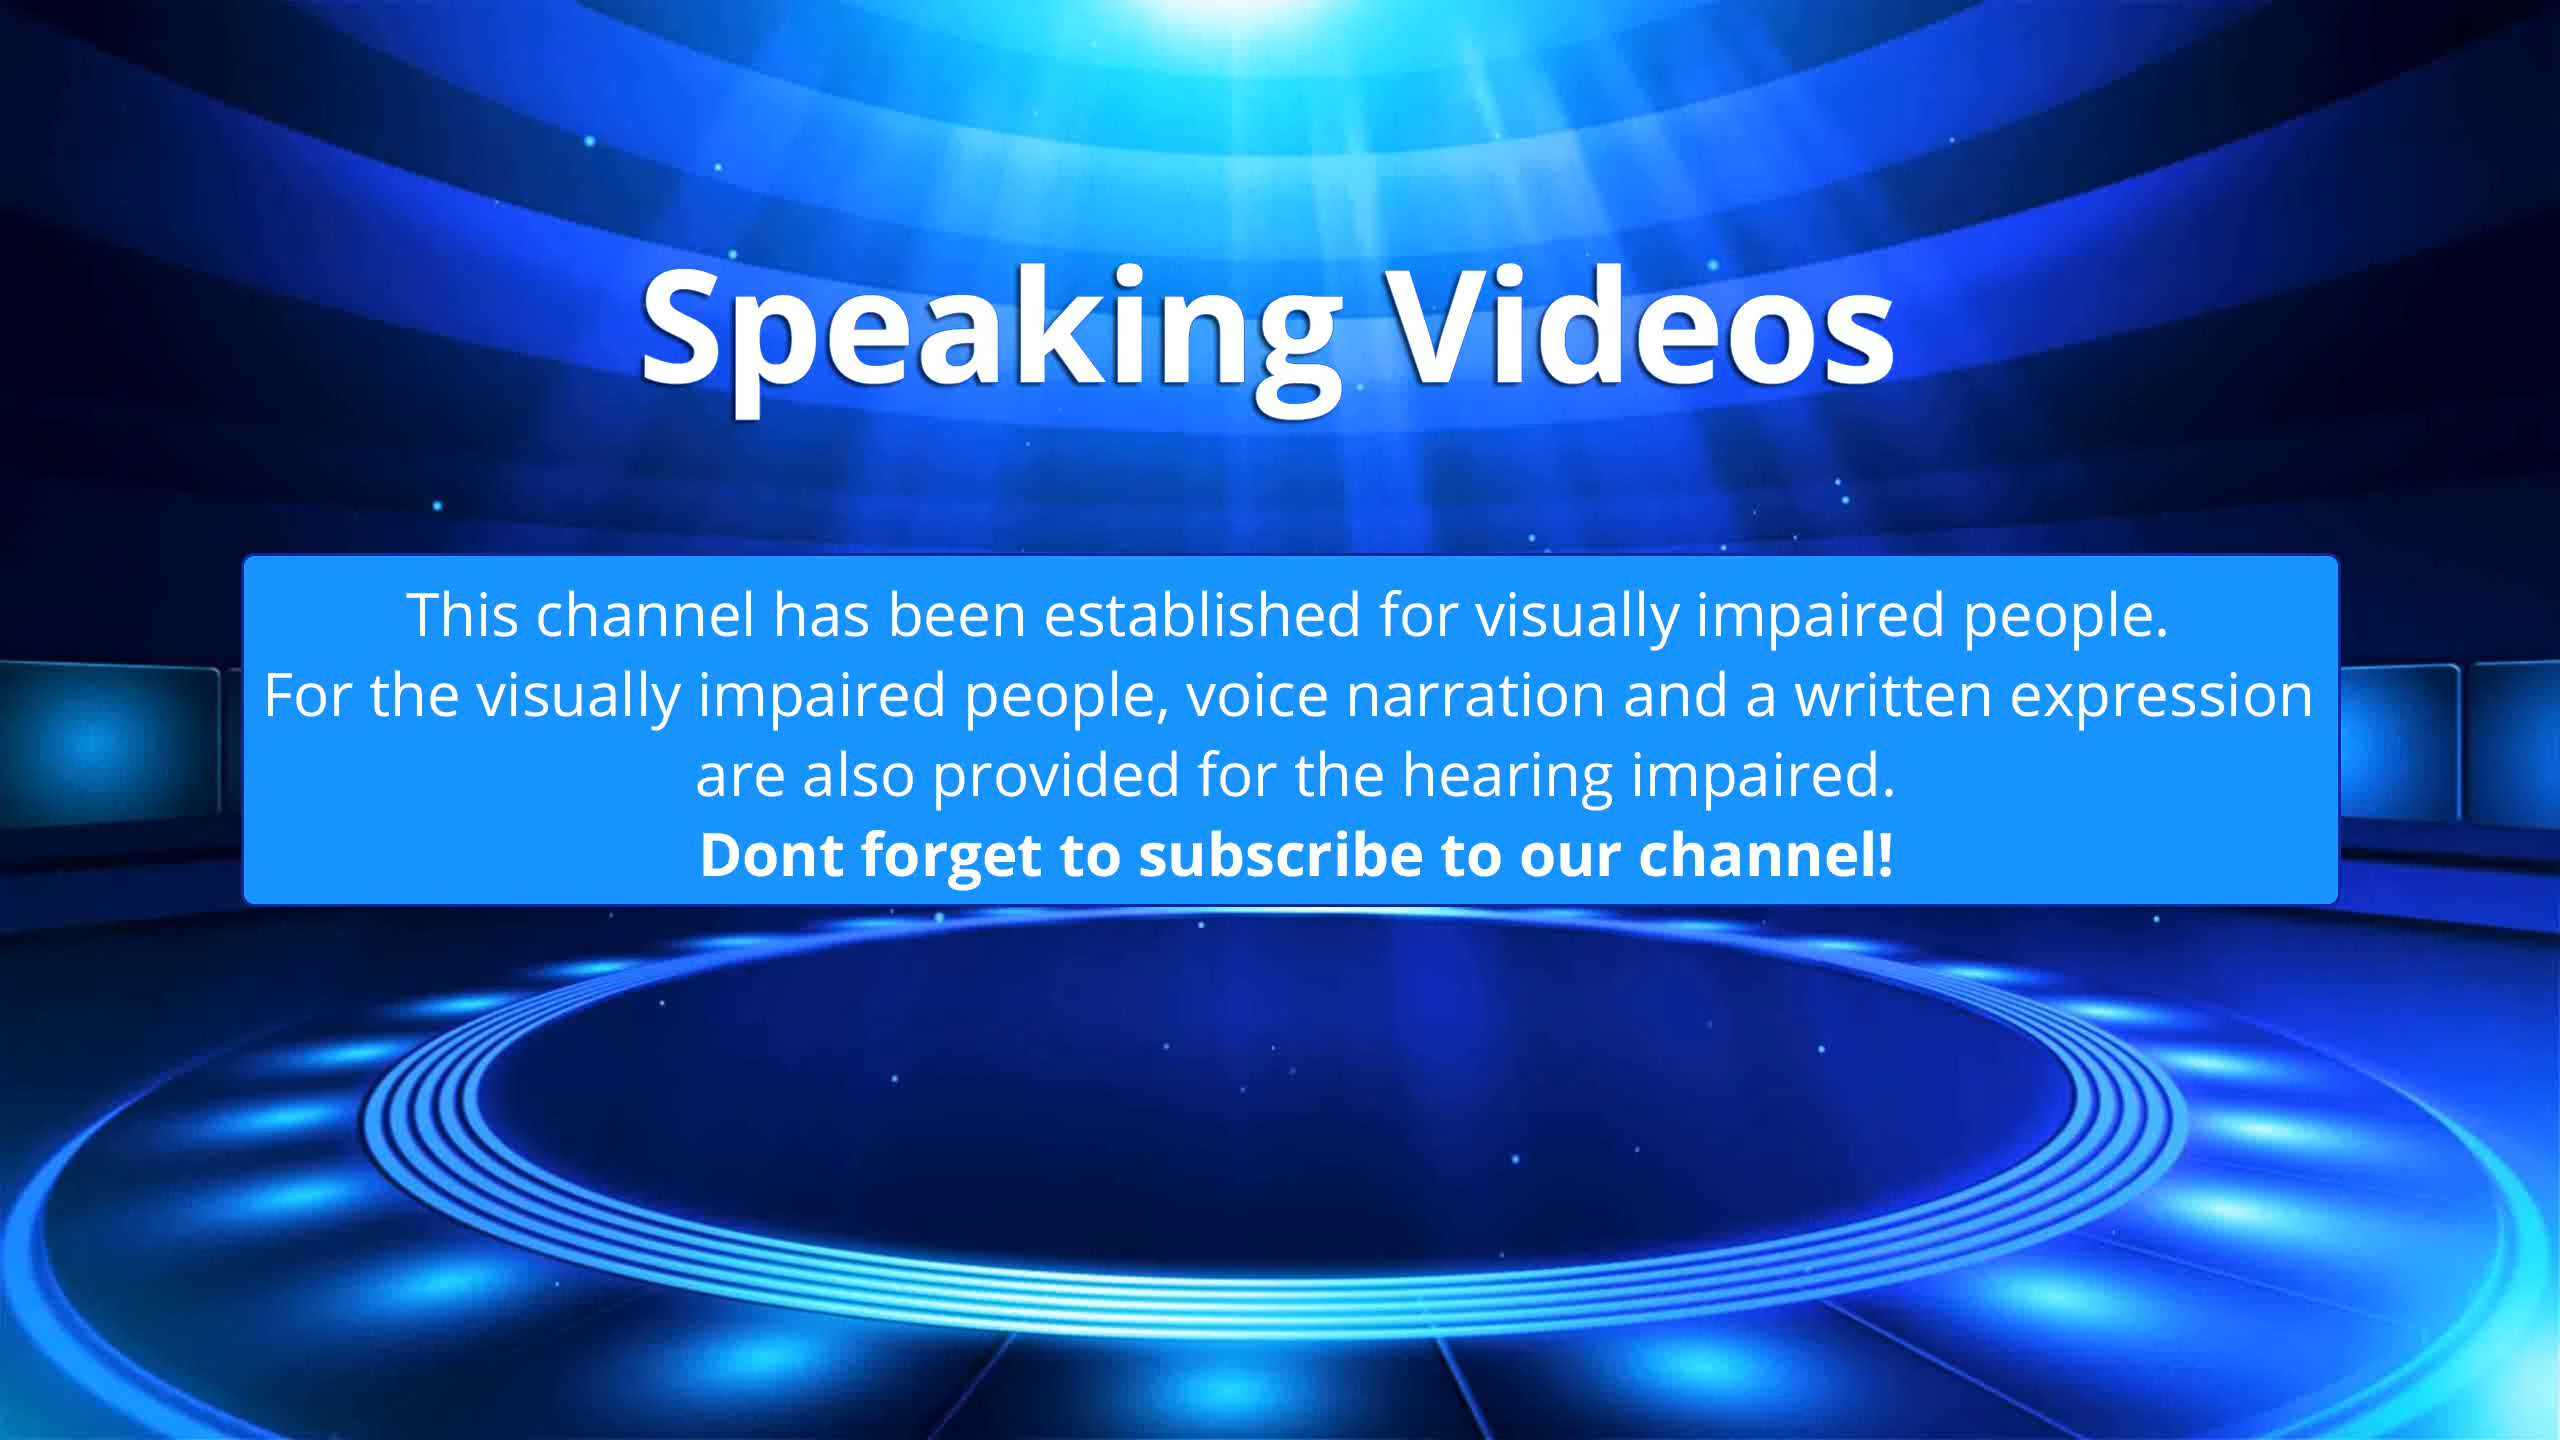 Speaking Videos
This channel has been established for visually impaired people.
For the visually impaired people, voice narration and a written expression
are also provided for the hearing impaired.
Dont forget to subscribe to our channel!